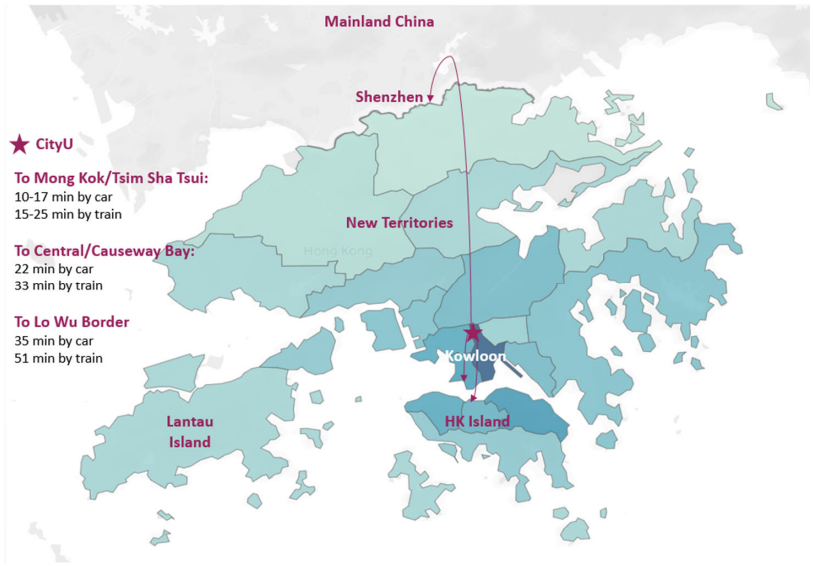 Mainland China
Shenzhen
CityU
To Mong Kok/Tsim Sha Tsui:
10-17 min by car
15-25 min by train
New Territories
Hong Kong
To Central/Causeway Bay:
22 min by car
33 min by train
To Lo Wu Border
35 min by car
51 min by train
Kowloon
Lantau
Island
HK Island